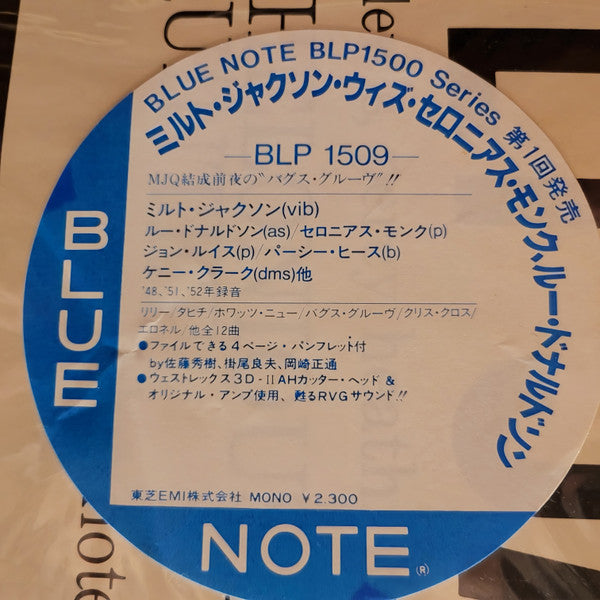 BLUE NOTE BLP1500 Series 第1回発売
ミルト・ジャクソン・ウィズ・セロニアス・モンク、ルー・ドナルドソン
BLP 1509
MJQ結成前夜の"バグス・グルーヴ"!!
ミルト・ジャクソン(vib)
ルー・ドナルドソン(as)/セロニアス・モンク(p)
ジョン・ルイス(p)/パーシー・ヒース(b)
ケニー・クラーク(dms)他
'48、'51、'52年録音
リリー/タヒチ/ホワッツ・ニュー/バグス・グルーヴ/クリス・クロス/
エロネル/他全12曲
●ファイルできる4ページ・パンフレット付
by佐藤秀樹、掛尾良夫、岡崎正通
●ウェストレックス3D-IIAHカッター・ヘッド&
オリジナル・アンプ使用、甦るRVGサウンド!!
東芝EMI株式会社 MONO ¥2.300
BLUE
NOTE®